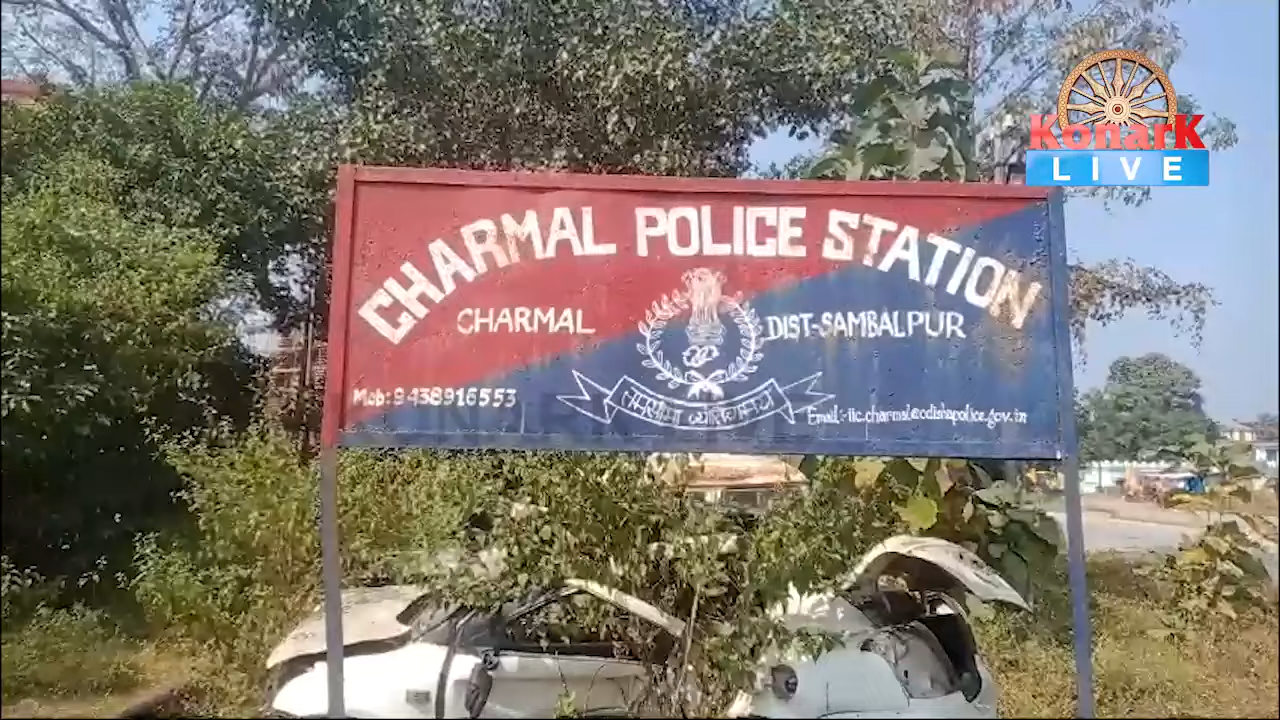 KonarK
LIVE
CHARMAL POLICE STATION
CHARMAL
DIST-SAMBALPUR
Mob:9438916553
Email:-iic.charmal@odishapolice.gov.in